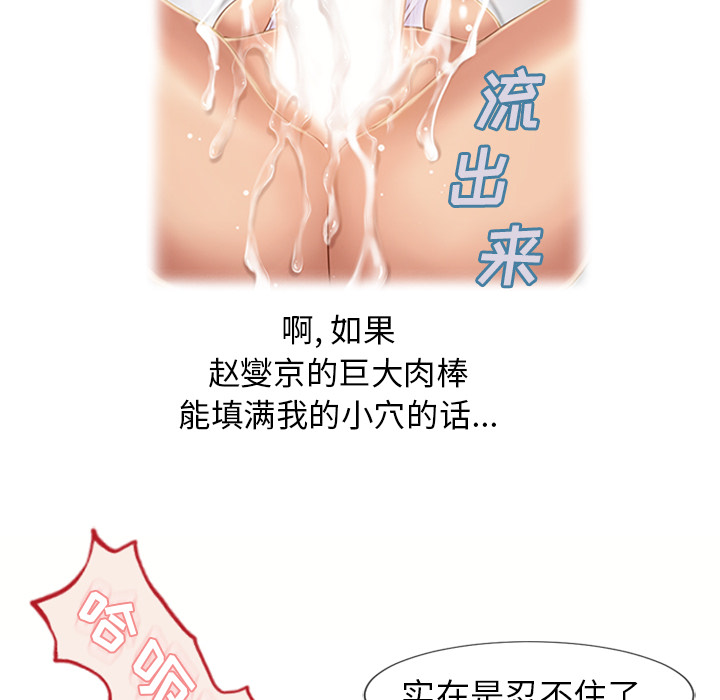 流出来
啊, 如果
赵燮京的巨大肉棒
能填满我的小穴的话...
哈呃
实在是忍不住了